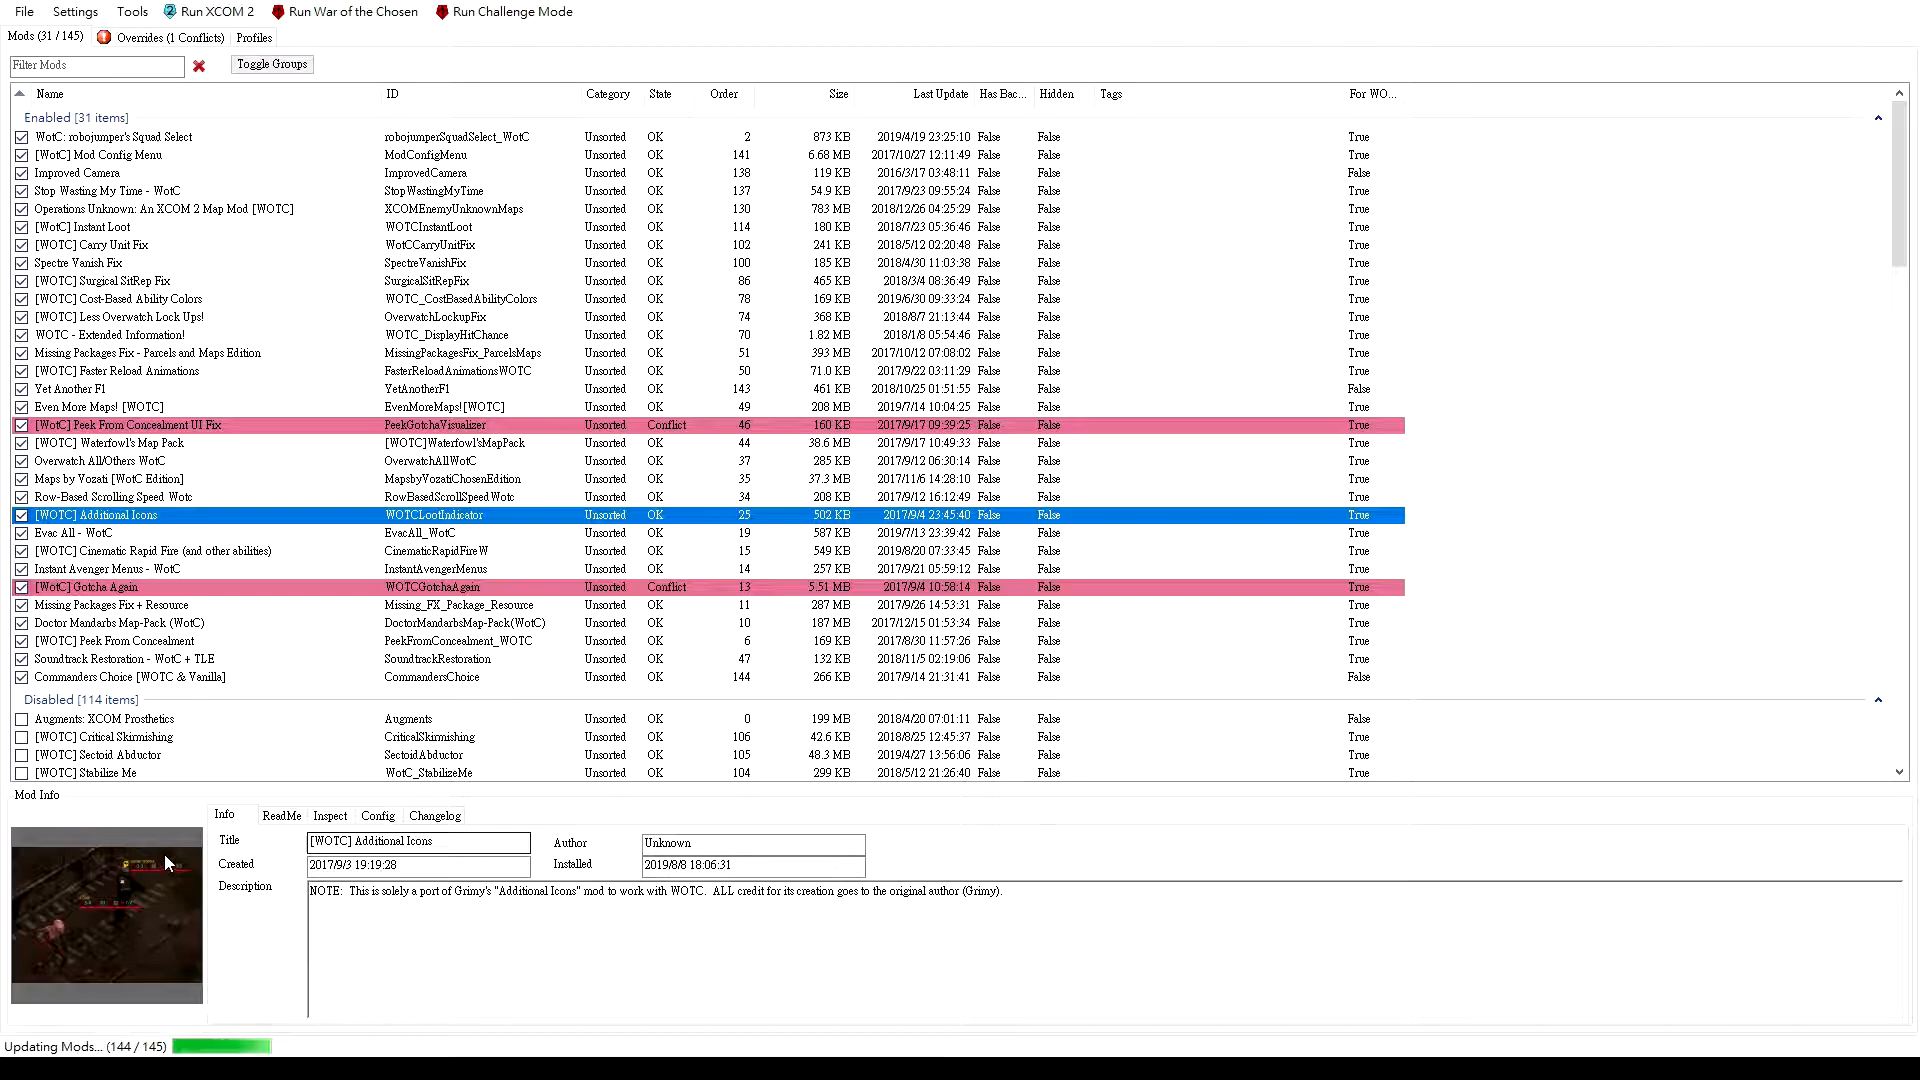 File Settings Tools Run XCOM 2 Run War of the Chosen Run Challenge Mode
Mods (31 / 145) Overrides (1 Conflicts) Profiles
Filter Mods Toggle Groups
Name ID Category State Order Size Last Update Has Bac... Hidden Tags For WO...
Enabled [31 items]
WotC: robojumper's Squad Select robojumperSquadSelect_WotC Unsorted OK 2 873 KB 2019/4/19 23:25:10 False False True
[WotC] Mod Config Menu ModConfigMenu Unsorted OK 141 6.68 MB 2017/10/27 12:11:49 False False True
Improved Camera ImprovedCamera Unsorted OK 138 119 KB 2016/3/17 03:48:11 False False False
Stop Wasting My Time - WotC StopWastingMyTime Unsorted OK 137 54.9 KB 2017/9/23 09:55:24 False False True
Operations Unknown: An XCOM 2 Map Mod [WOTC] XCOMEnemyUnknownMaps Unsorted OK 130 783 MB 2018/12/26 04:25:29 False False True
[WotC] Instant Loot WOTCInstantLoot Unsorted OK 114 180 KB 2018/7/23 05:36:46 False False True
[WOTC] Carry Unit Fix WotCCarryUnitFix Unsorted OK 102 241 KB 2018/5/12 02:20:48 False False True
Spectre Vanish Fix SpectreVanishFix Unsorted OK 100 185 KB 2018/4/30 11:03:38 False False True
[WOTC] Surgical SitRep Fix SurgicalSitRepFix Unsorted OK 86 465 KB 2018/3/4 08:36:49 False False True
[WOTC] Cost-Based Ability Colors WOTC_CostBasedAbilityColors Unsorted OK 78 169 KB 2019/6/30 09:33:24 False False True
[WOTC] Less Overwatch Lock Ups! OverwatchLockupFix Unsorted OK 74 368 KB 2018/8/7 21:13:44 False False True
WOTC - Extended Information! WOTC_DisplayHitChance Unsorted OK 70 1.82 MB 2018/1/8 05:54:46 False False True
Missing Packages Fix - Parcels and Maps Edition MissingPackagesFix_ParcelsMaps Unsorted OK 51 393 MB 2017/10/12 07:08:02 False False True
[WOTC] Faster Reload Animations FasterReloadAnimationsWOTC Unsorted OK 50 71.0 KB 2017/9/22 03:11:29 False False True
Yet Another F1 YetAnotherF1 Unsorted OK 143 461 KB 2018/10/25 01:51:55 False False False
Even More Maps! [WOTC] EvenMoreMaps![WOTC] Unsorted OK 49 208 MB 2019/7/14 10:04:25 False False True
[WotC] Peek From Concealment UI Fix PeekGotchaVisualizer Unsorted Conflict 46 160 KB 2017/9/17 09:39:25 False False True
[WOTC] Waterfowl's Map Pack [WOTC]Waterfowl'sMapPack Unsorted OK 44 38.6 MB 2017/9/17 10:49:33 False False True
Overwatch All/Others WotC OverwatchAllWotC Unsorted OK 37 285 KB 2017/9/12 06:30:14 False False True
Maps by Vozati [WotC Edition] MapsbyVozatiChosenEdition Unsorted OK 35 37.3 MB 2017/11/6 14:28:10 False False True
Row-Based Scrolling Speed Wotc RowBasedScrollSpeedWotc Unsorted OK 34 208 KB 2017/9/12 16:12:49 False False True
[WOTC] Additional Icons WOTCLootIndicator Unsorted OK 25 502 KB 2017/9/4 23:45:40 False False True
Evac All - WotC EvacAll_WotC Unsorted OK 19 587 KB 2019/7/13 23:39:42 False False True
[WOTC] Cinematic Rapid Fire (and other abilities) CinematicRapidFireW Unsorted OK 15 549 KB 2019/8/20 07:33:45 False False True
Instant Avenger Menus - WotC InstantAvengerMenus Unsorted OK 14 257 KB 2017/9/21 05:59:12 False False True
[WotC] Gotcha Again WOTCGotchaAgain Unsorted Conflict 13 5.51 MB 2017/9/4 10:58:14 False False True
Missing Packages Fix + Resource Missing_FX_Package_Resource Unsorted OK 11 287 MB 2017/9/26 14:53:31 False False True
Doctor Mandarbs Map-Pack (WotC) DoctorMandarbsMap-Pack(WotC) Unsorted OK 10 187 MB 2017/12/15 01:53:34 False False True
[WOTC] Peek From Concealment PeekFromConcealment_WOTC Unsorted OK 6 169 KB 2017/8/30 11:57:26 False False True
Soundtrack Restoration - WotC + TLE SoundtrackRestoration Unsorted OK 47 132 KB 2018/11/5 02:19:06 False False True
Commanders Choice [WOTC & Vanilla] CommandersChoice Unsorted OK 144 266 KB 2017/9/14 21:31:41 False False False
Disabled [114 items]
Augments: XCOM Prosthetics Augments Unsorted OK 0 199 MB 2018/4/20 07:01:11 False False False
[WOTC] Critical Skirmishing CriticalSkirmishing Unsorted OK 106 42.6 KB 2018/8/25 12:45:37 False False True
[WOTC] Sectoid Abductor SectoidAbductor Unsorted OK 105 48.3 MB 2019/4/27 13:56:06 False False True
[WOTC] Stabilize Me WotC_StabilizeMe Unsorted OK 104 299 KB 2018/5/12 21:26:40 False False True
Mod Info
Info ReadMe Inspect Config Changelog
Title [WOTC] Additional Icons Author Unknown
Created 2017/9/3 19:19:28 Installed 2019/8/8 18:06:31
Description NOTE: This is solely a port of Grimy's "Additional Icons" mod to work with WOTC. ALL credit for its creation goes to the original author (Grimy).
Updating Mods... (144 / 145)